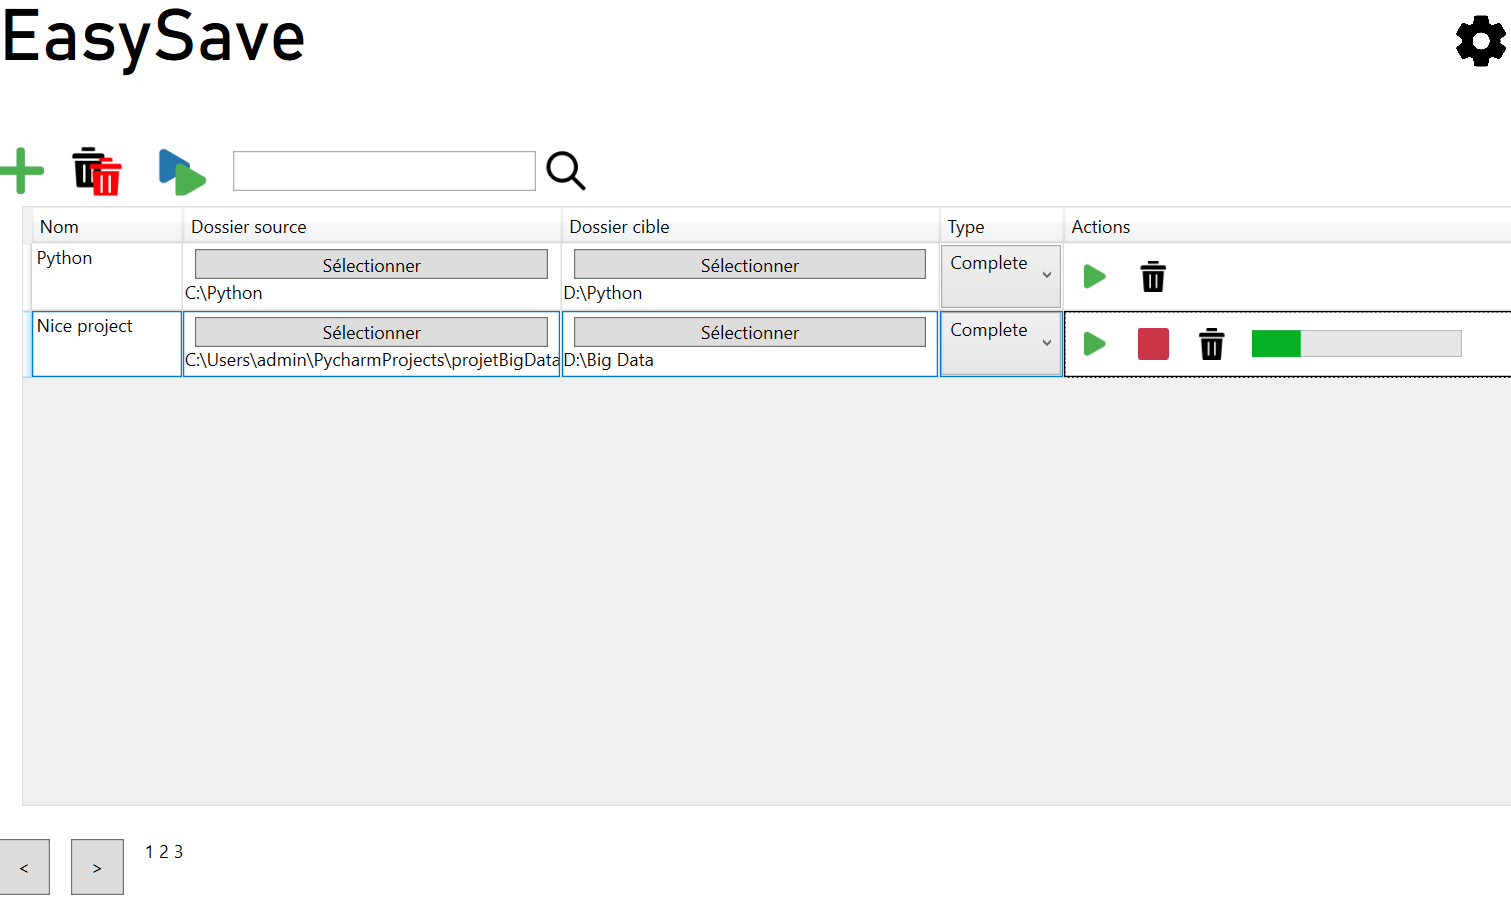 EasySave
Nom Dossier source Dossier cible Type Actions
Python Sélectionner Sélectionner Complete
C:\Python D:\Python
Nice project Sélectionner Sélectionner Complete
C:\Users\admin\PycharmProjects\projetBigData D:\Big Data
< > 1 2 3